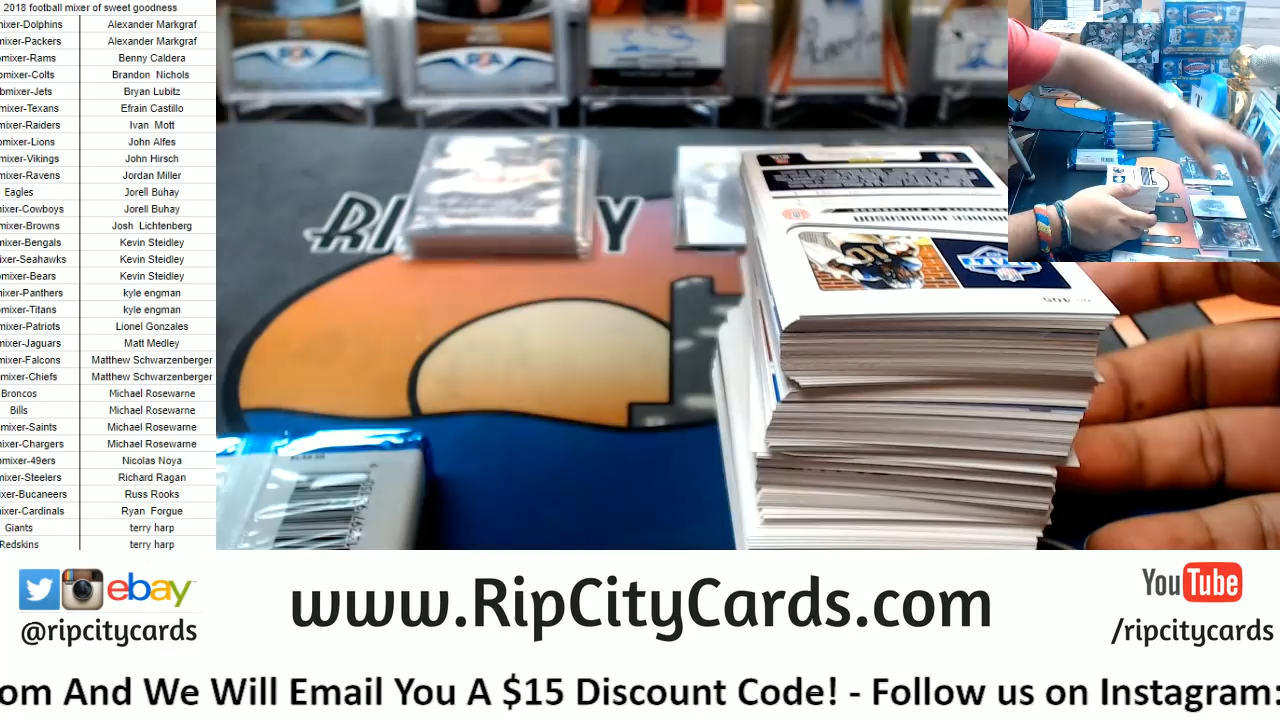 2018 football mixer of sweet goodness
mixer-Dolphins Alexander Markgraf
mixer-Packers Alexander Markgraf
omixer-Rams Benny Caldera
omixer-Colts Brandon Nichols
bmixer-Jets Bryan Lubitz
mixer-Texans Efrain Castillo
mixer-Raiders Ivan Mott
omixer-Lions John Alfes
mixer-Vikings John Hirsch
mixer-Ravens Jordan Miller
Eagles Jorell Buhay
mixer-Cowboys Jorell Buhay
mixer-Browns Josh Lichtenberg
mixer-Bengals Kevin Steidley
mixer-Seahawks Kevin Steidley
omixer-Bears Kevin Steidley
mixer-Panthers kyle engman
omixer-Titans kyle engman
mixer-Patriots Lionel Gonzales
mixer-Jaguars Matt Medley
mixer-Falcons Matthew Schwarzenberger
mixer-Chiefs Matthew Schwarzenberger
Broncos Michael Rosewarne
Bills Michael Rosewarne
mixer-Saints Michael Rosewarne
mixer-Chargers Michael Rosewarne
omixer-49ers Nicolas Noya
mixer-Steelers Richard Ragan
ixer-Bucaneers Russ Rooks
ixer-Cardinals Ryan Forgue
Giants terry harp
Redskins terry harp
DRAFT
ebay
@ripcitycards
www.RipCityCards.com
YouTube
/ripcitycards
om And We Will Email You A $15 Discount Code! - Follow us on Instagram: